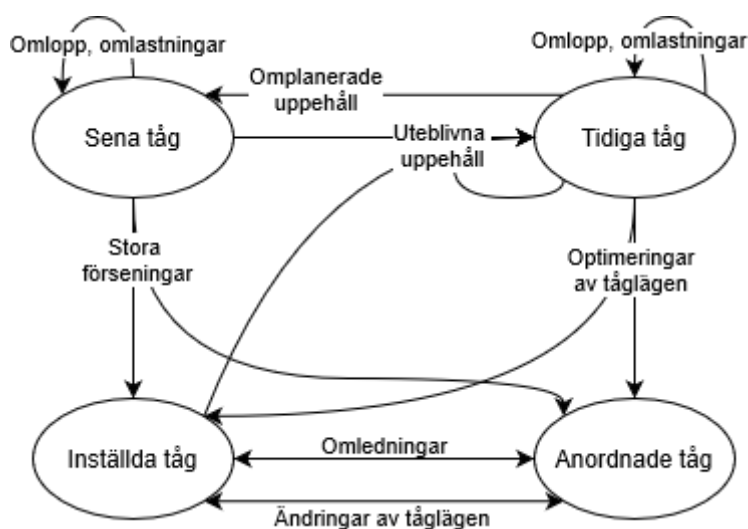 Omlopp, omlastningar
Omlopp, omlastningar
Omplanerade
uppehåll
Sena tåg
Uteblivna
uppehåll
Tidiga tåg
Stora
förseningar
Optimeringar
av tåglägen
Inställda tåg
Omledningar
Anordnade tåg
Ändringar av tåglägen